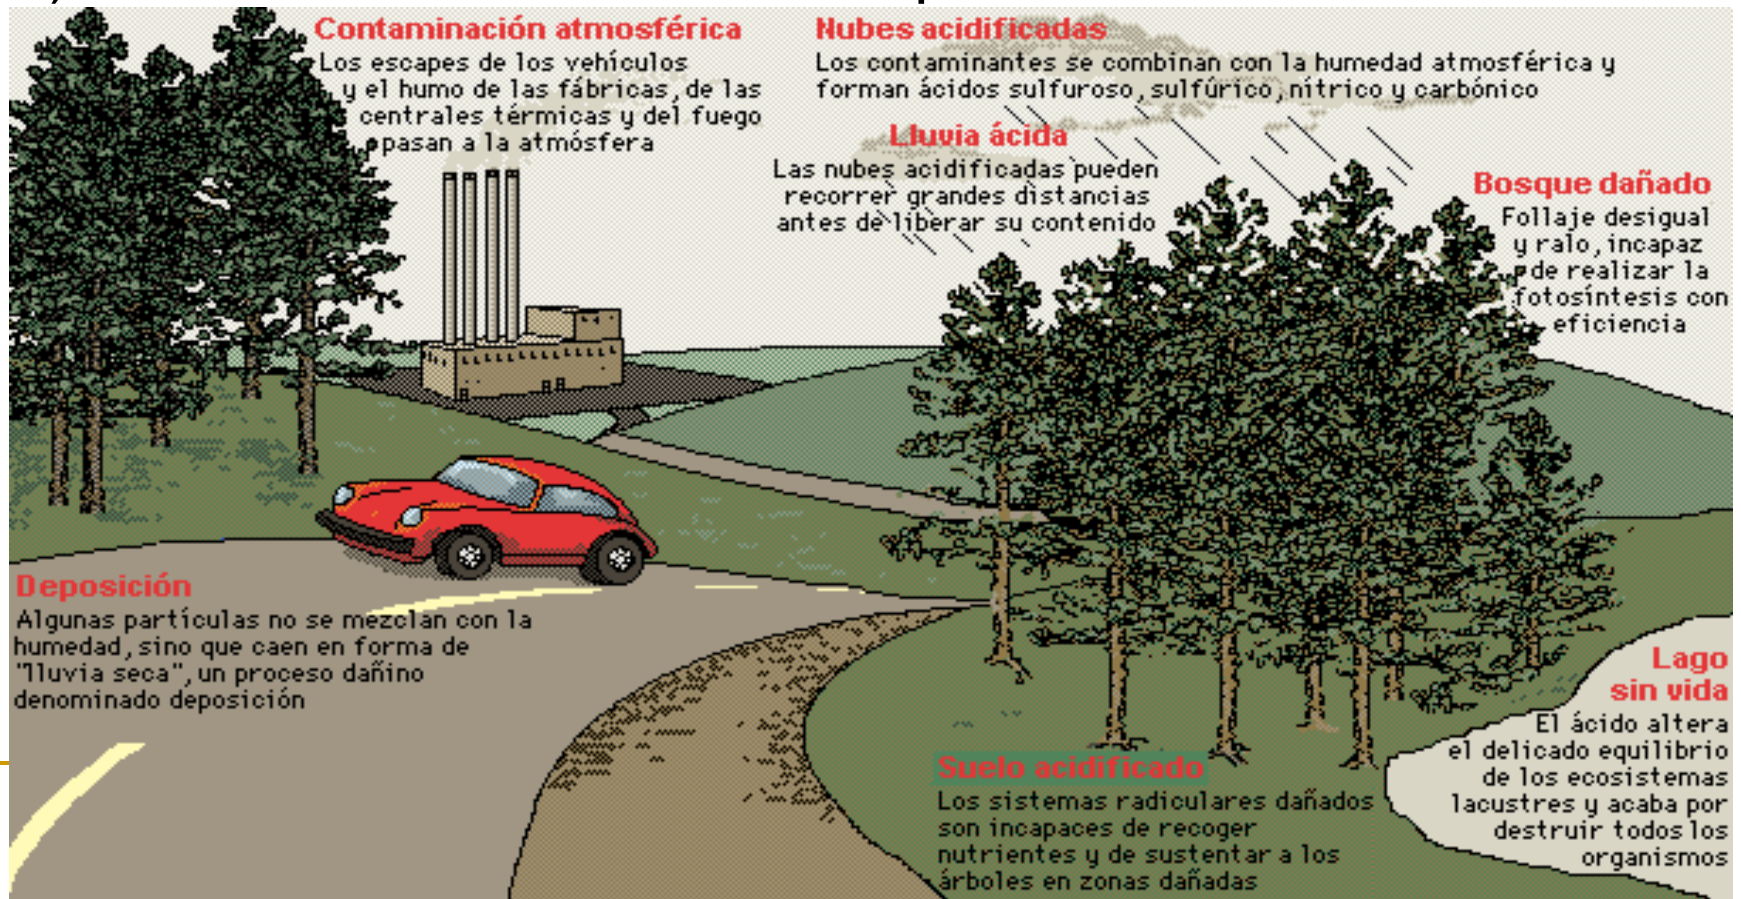 Contaminación atmosférica
Los escapes de los vehículos
y el humo de las fábricas, de las
centrales térmicas y del fuego
pasan a la atmósfera
Nubes acidificadas
Los contaminantes se combinan con la humedad atmosférica y
forman ácidos sulfuroso, sulfúrico, nítrico y carbónico
Lluvia ácida
Las nubes acidificadas pueden
recorrer grandes distancias
antes de liberar su contenido
Bosque dañado
Follaje desigual
y ralo, incapaz
de realizar la
fotosíntesis con
eficiencia
Deposición
Algunas partículas no se mezclan con la
humedad, sino que caen en forma de
"lluvia seca", un proceso dañino
denominado deposición
Suelo acidificado
Los sistemas radiculares dañados
son incapaces de recoger
nutrientes y de sustentar a los
árboles en zonas dañadas
Lago
sin vida
El ácido altera
el delicado equilibrio
de los ecosistemas
lacustres y acaba por
destruir todos los
organismos